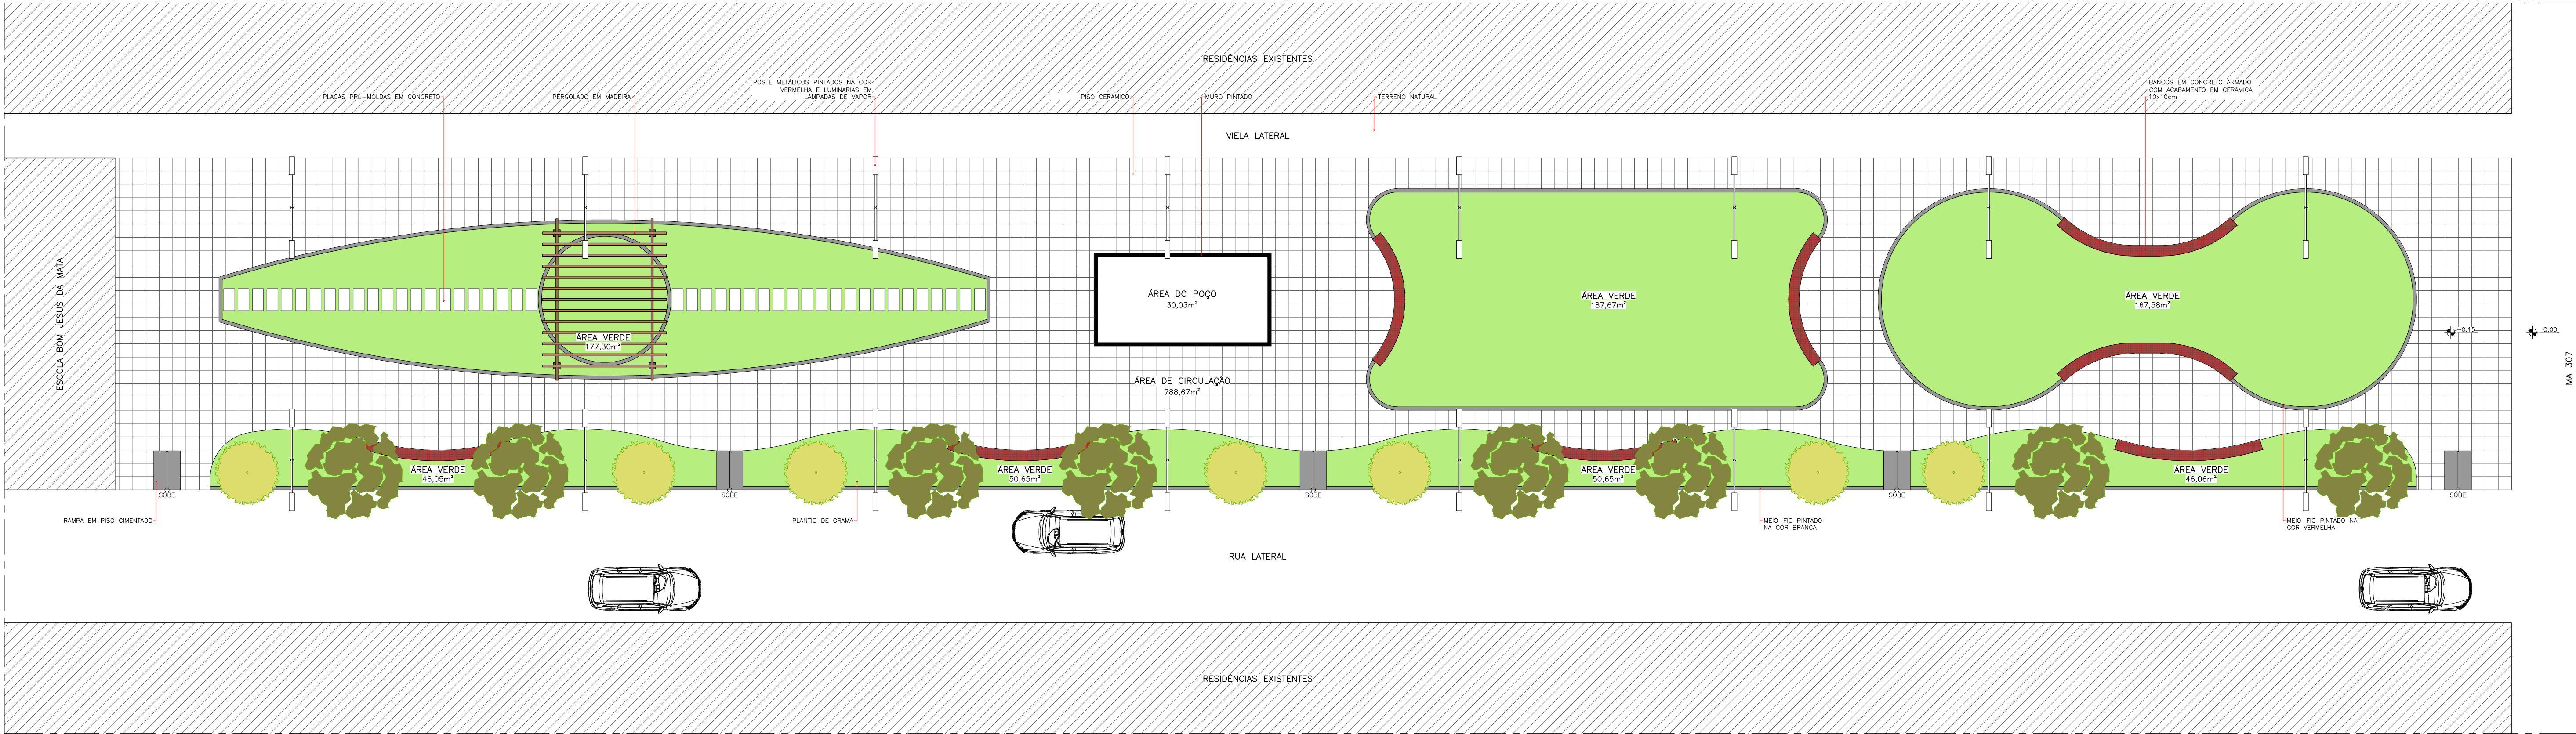 RESIDÊNCIAS EXISTENTES
POSTE METÁLICOS PINTADOS NA COR
VERMELHA E LUMINÁRIAS EM
LAMPADAS DE VAPOR
BANCOS EM CONCRETO ARMADO
COM ACABAMENTO EM CERÂMICA
10x10cm
PLACAS PRÉ-MOLDAS EM CONCRETO
PERGOLADO EM MADEIRA
PISO CERÂMICO
MURO PINTADO
TERRENO NATURAL
VIELA LATERAL
ESCOLA BOM JESUS DA MATA
ÁREA VERDE
177,30m²
ÁREA DO POÇO
30,03m²
ÁREA VERDE
187,67m²
ÁREA VERDE
167,58m²
+0.15
0.00
MA 307
ÁREA DE CIRCULAÇÃO
788,67m²
ÁREA VERDE
46,05m²
ÁREA VERDE
50,65m²
ÁREA VERDE
50,65m²
ÁREA VERDE
46,06m²
SOBE
SOBE
SOBE
SOBE
SOBE
RAMPA EM PISO CIMENTADO
PLANTIO DE GRAMA
MEIO-FIO PINTADO
NA COR BRANCA
MEIO-FIO PINTADO NA
COR VERMELHA
RUA LATERAL
RESIDÊNCIAS EXISTENTES